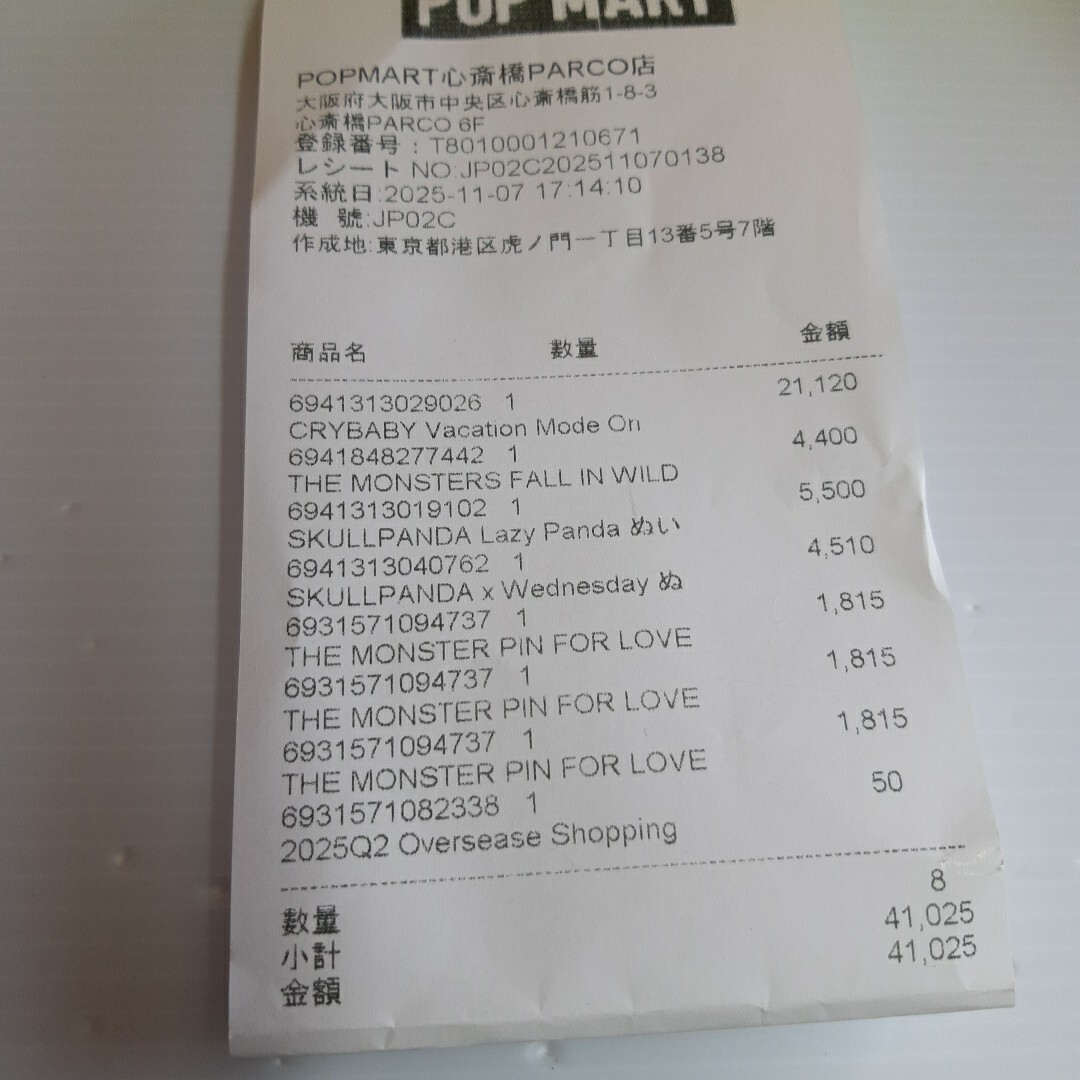 POP MART
POPMART心斎橋PARCO店
大阪府大阪市中央区心斎橋筋1-8-3
心斎橋PARCO 6F
登録番号：T8010001210671
レシート NO:JP02C202511070138
系統日:2025-11-07 17:14:10
機 號:JP02C
作成地:東京都港区虎ノ門一丁目13番5号7階
商品名 数量 金額
6941313029026 1 21,120
CRYBABY Vacation Mode On
6941848277442 1 4,400
THE MONSTERS FALL IN WILD
6941313019102 1 5,500
SKULLPANDA Lazy Panda ぬい
6941313040762 1 4,510
SKULLPANDA x Wednesday ぬ
6931571094737 1 1,815
THE MONSTER PIN FOR LOVE
6931571094737 1 1,815
THE MONSTER PIN FOR LOVE
6931571094737 1 1,815
THE MONSTER PIN FOR LOVE
6931571082338 1 50
2025Q2 Oversease Shopping
数量 8
小計 41,025
金額 41,025